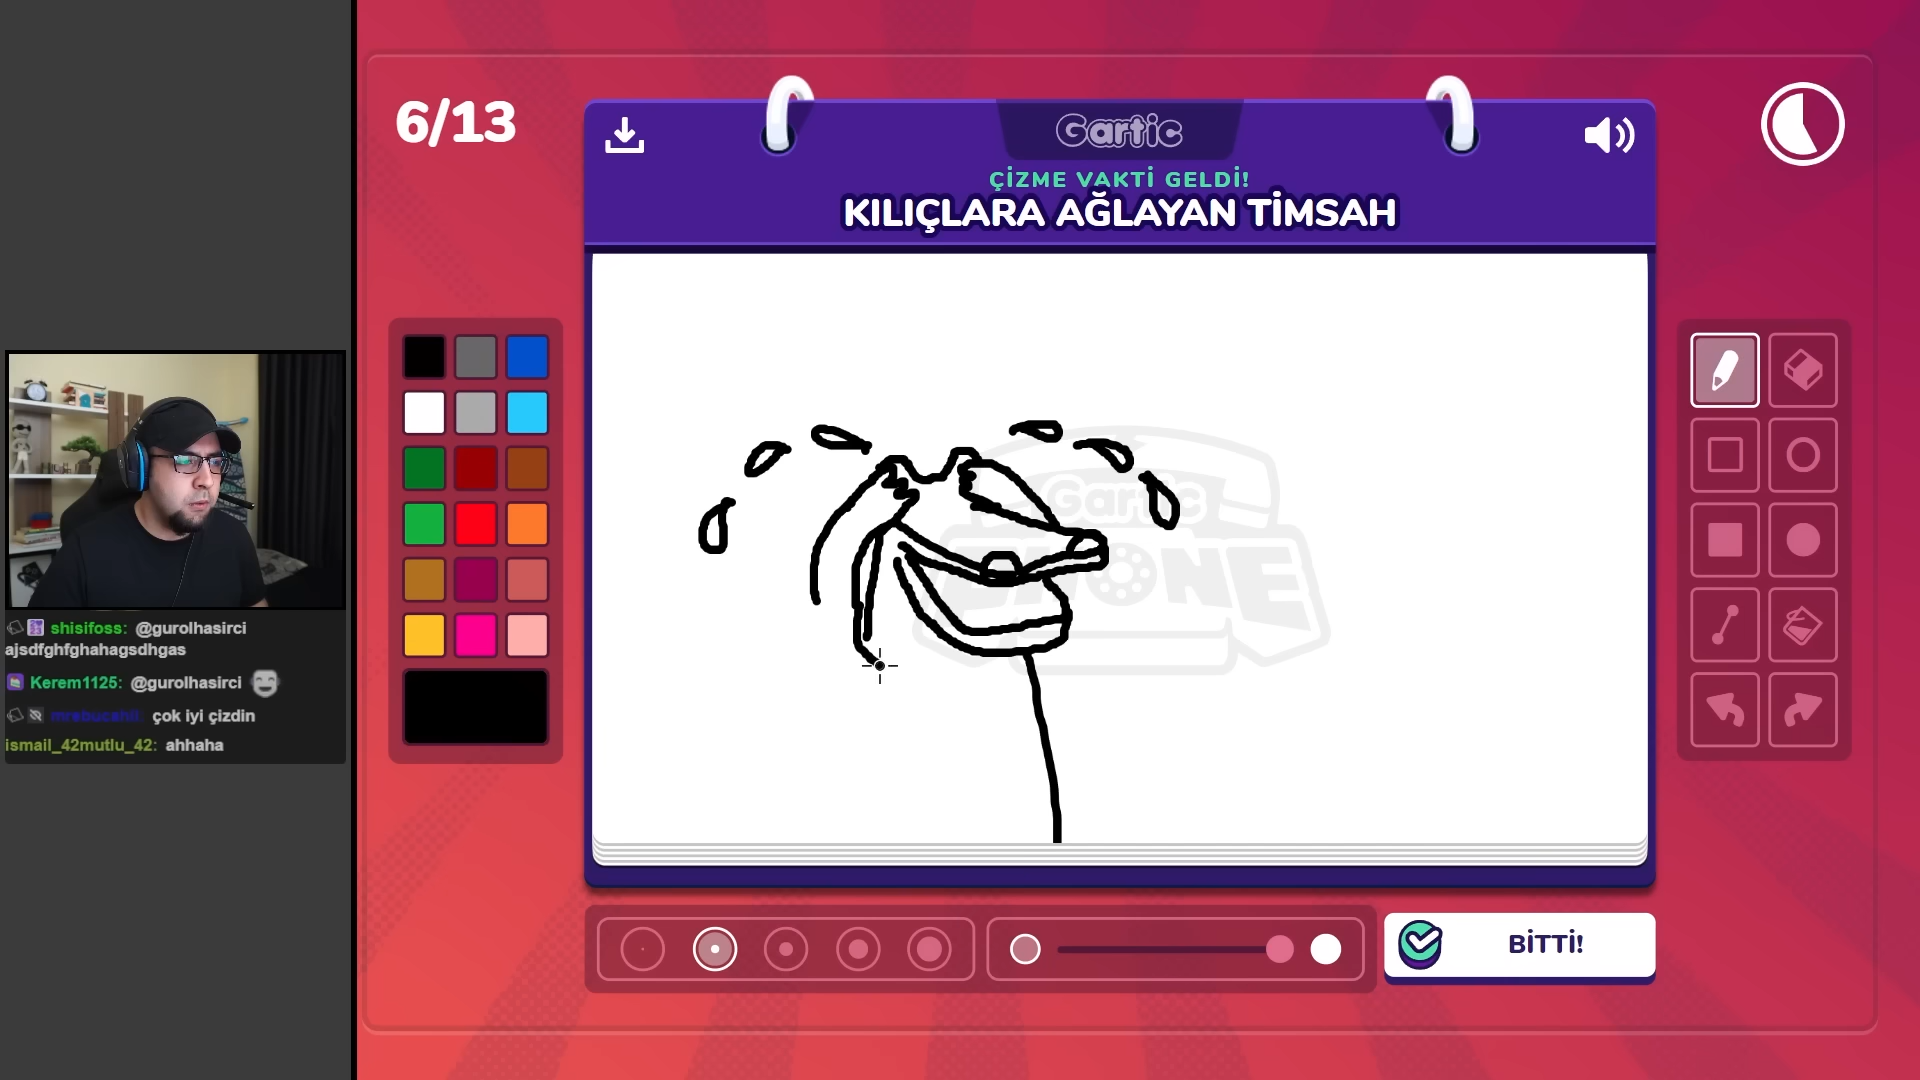 6/13
Gartic
ÇİZME VAKTİ GELDİ!
KILIÇLARA AĞLAYAN TİMSAH
Gartic
shisifoss: @gurolhasirci
ajsdfghfghahagsdhgas
Kerem1125: @gurolhasirci
çok iyi çizdin
ismail_42mutlu_42: ahhaha
BİTTİ!